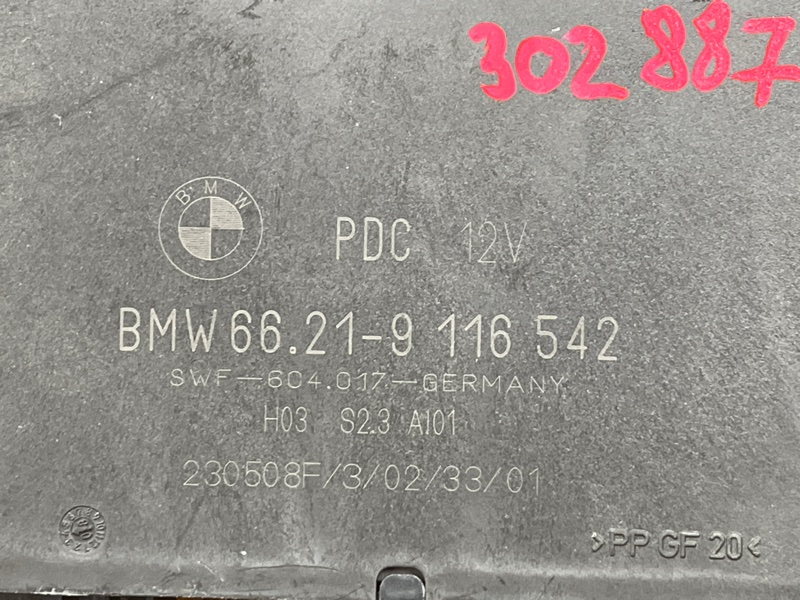 302 887
BMW
PDC 12V
BMW 66.21-9 116 542
SWF-604.017-GERMANY
H03 S2.3 AI01
230508F/3/02/33/01
>PP GF 20<